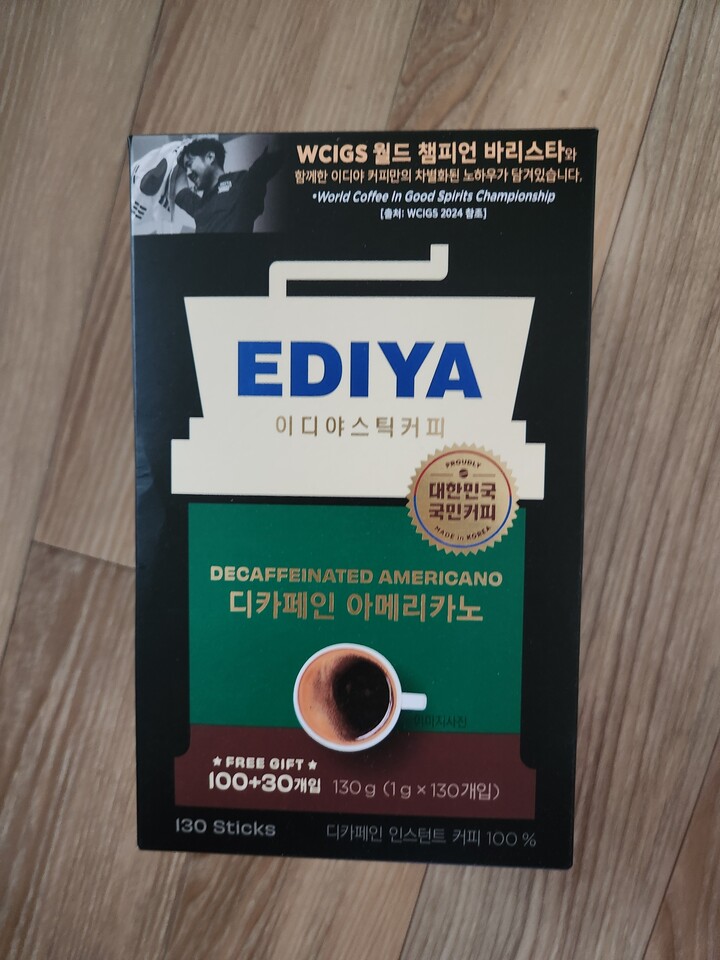 WCIGS 월드 챔피언 바리스타와
함께한 이디야 커피만의 차별화된 노하우가 담겨있습니다.
*World Coffee In Good Spirits Championship
[출처: WCIGS 2024 참조]
EDIYA
이디야스틱커피
PROUDLY
대한민국
국민커피
MADE in KOREA
DECAFFEINATED AMERICANO
디카페인 아메리카노
이미지사진
★ FREE GIFT ★
100+30개입 130 g (1 g × 130개입)
130 Sticks 디카페인 인스턴트 커피 100 %